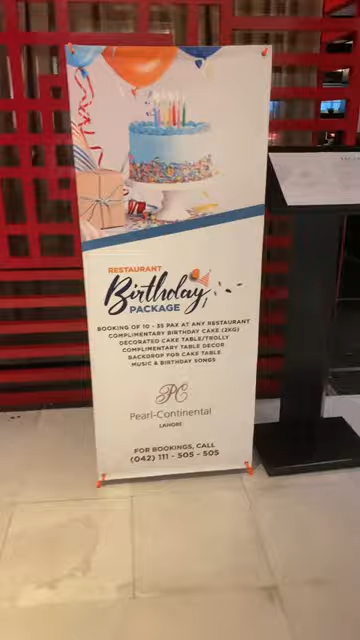 RESTAURANT
Birthday
PACKAGE
BOOKING OF 10 - 35 PAX AT ANY RESTAURANT
COMPLIMENTARY BIRTHDAY CAKE (2KG)
DECORATED CAKE TABLE/TROLLY
COMPLIMENTARY TABLE DECOR
BACKDROP FOR CAKE TABLE
MUSIC & BIRTHDAY SONGS
PC
Pearl-Continental
LAHORE
FOR BOOKINGS, CALL
(042) 111 - 505 - 505